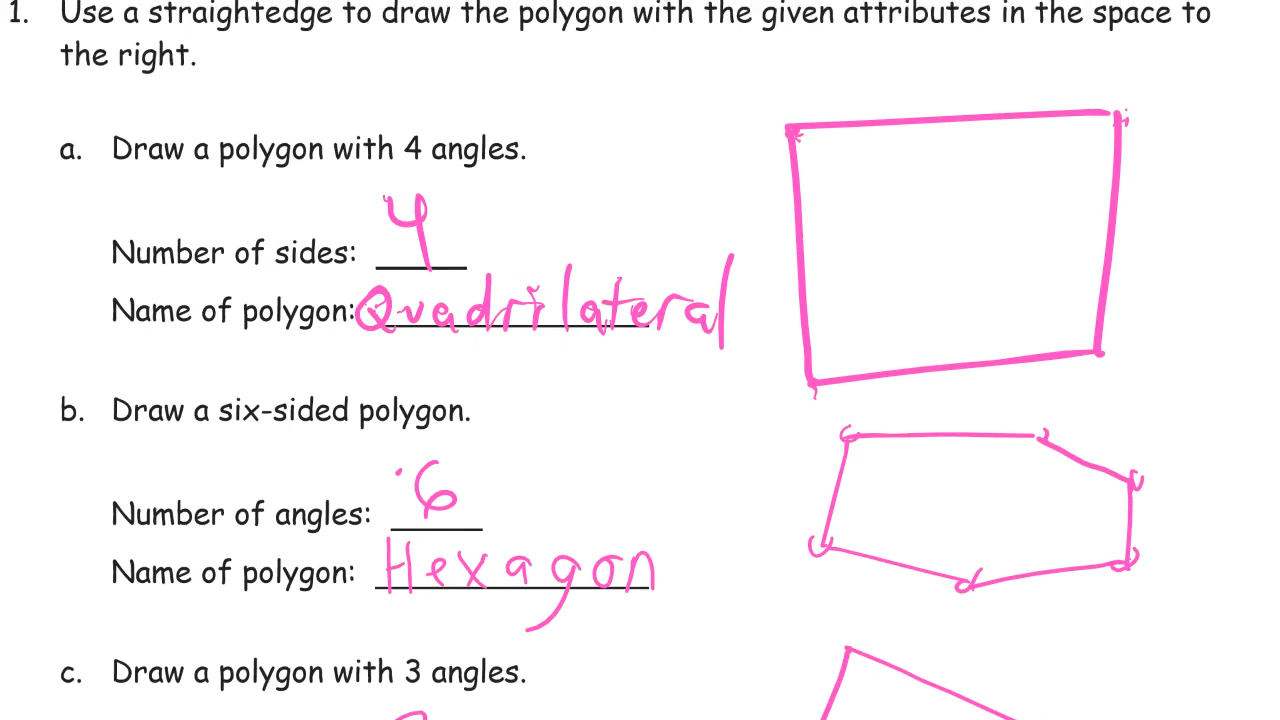 1. Use a straightedge to draw the polygon with the given attributes in the space to
the right.
a. Draw a polygon with 4 angles.
Number of sides: 4
Name of polygon: Quadrilateral
b. Draw a six-sided polygon.
Number of angles: 6
Name of polygon: Hexagon
c. Draw a polygon with 3 angles.